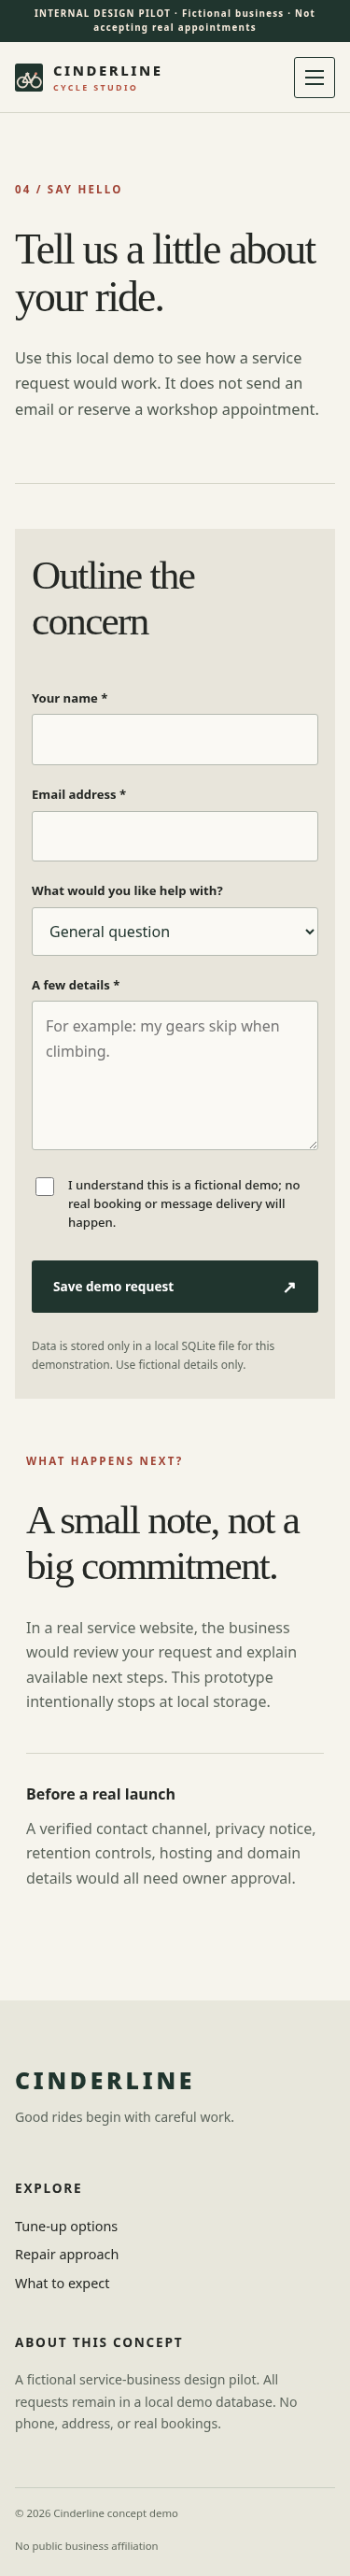 INTERNAL DESIGN PILOT · Fictional business · Not
accepting real appointments
CINDERLINE
CYCLE STUDIO
04 / SAY HELLO
Tell us a little about
your ride.
Use this local demo to see how a service
request would work. It does not send an
email or reserve a workshop appointment.
Outline the
concern
Your name *
Email address *
What would you like help with?
General question
A few details *
For example: my gears skip when
climbing.
I understand this is a fictional demo; no
real booking or message delivery will
happen.
Save demo request ↗
Data is stored only in a local SQLite file for this
demonstration. Use fictional details only.
WHAT HAPPENS NEXT?
A small note, not a
big commitment.
In a real service website, the business
would review your request and explain
available next steps. This prototype
intentionally stops at local storage.
Before a real launch
A verified contact channel, privacy notice,
retention controls, hosting and domain
details would all need owner approval.
CINDERLINE
Good rides begin with careful work.
EXPLORE
Tune-up options
Repair approach
What to expect
ABOUT THIS CONCEPT
A fictional service-business design pilot. All
requests remain in a local demo database. No
phone, address, or real bookings.
© 2026 Cinderline concept demo
No public business affiliation